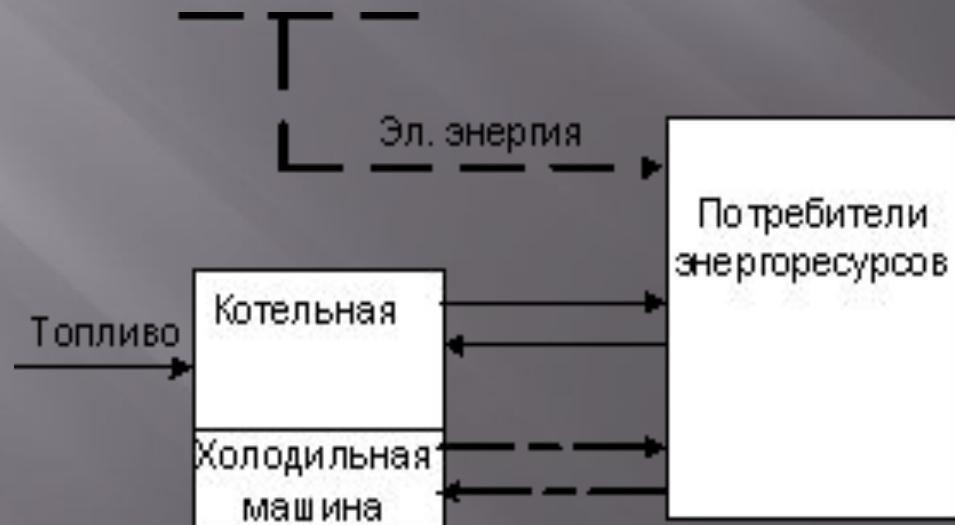 Эл. энергия
Потребители
энергоресурсов
Котельная
Топливо
Холодильная
машина